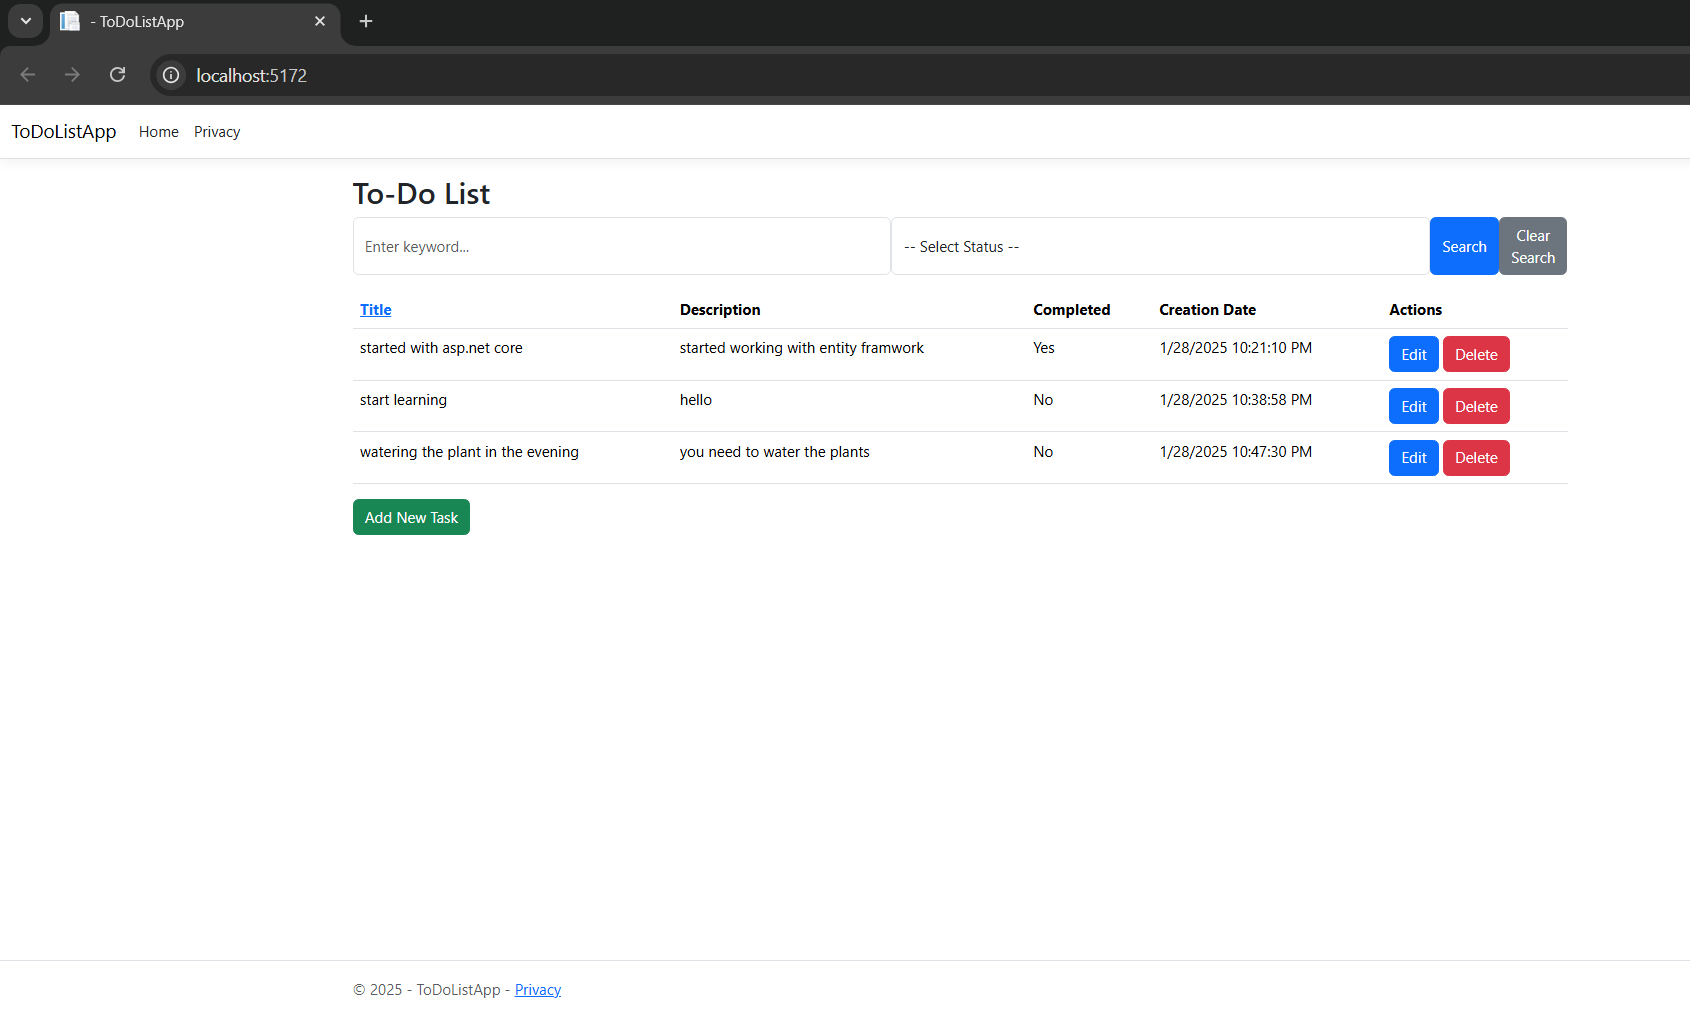 - ToDoListApp
localhost:5172
ToDoListApp Home Privacy
To-Do List
Enter keyword... -- Select Status -- Search Clear Search
Title Description Completed Creation Date Actions
started with asp.net core started working with entity framwork Yes 1/28/2025 10:21:10 PM Edit Delete
start learning hello No 1/28/2025 10:38:58 PM Edit Delete
watering the plant in the evening you need to water the plants No 1/28/2025 10:47:30 PM Edit Delete
Add New Task
© 2025 - ToDoListApp - Privacy